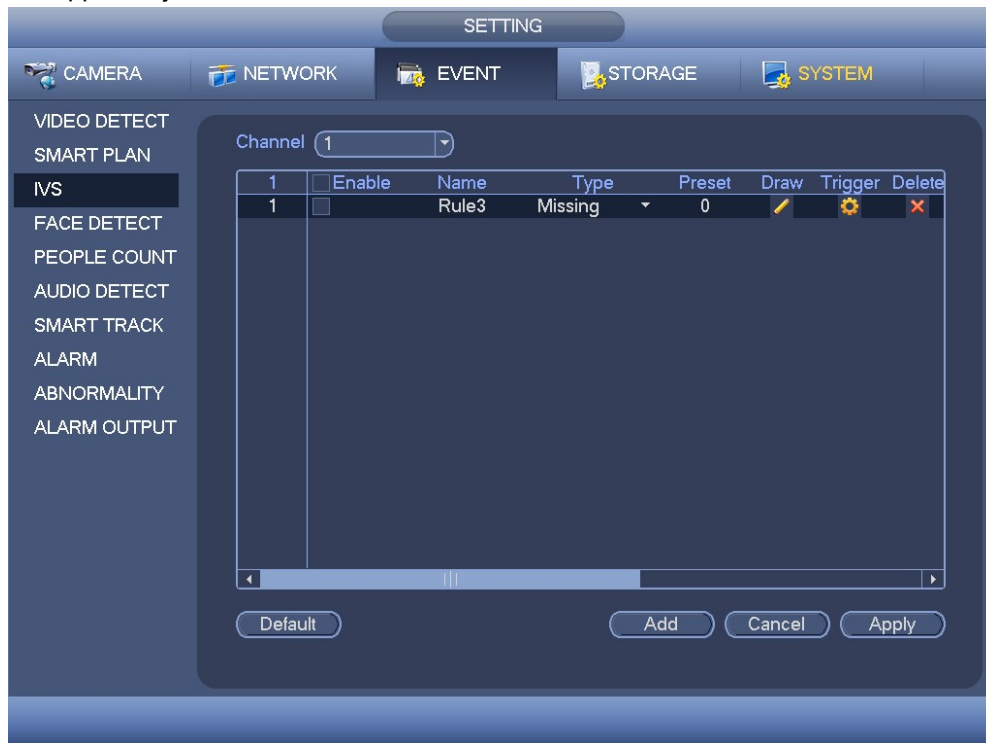 SETTING
CAMERA NETWORK EVENT STORAGE SYSTEM
VIDEO DETECT
SMART PLAN
IVS
FACE DETECT
PEOPLE COUNT
AUDIO DETECT
SMART TRACK
ALARM
ABNORMALITY
ALARM OUTPUT
Channel 1
1 Enable Name Type Preset Draw Trigger Delete
1 Rule3 Missing 0
Default Add Cancel Apply